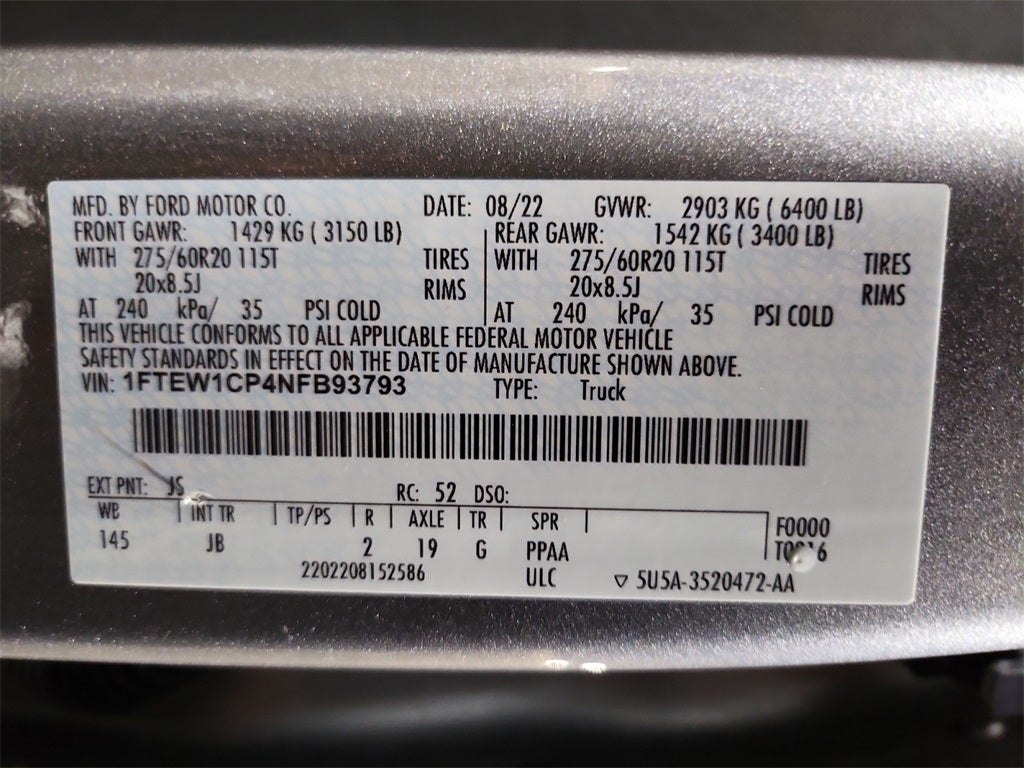 MFD. BY FORD MOTOR CO. DATE: 08/22 GVWR: 2903 KG ( 6400 LB)
FRONT GAWR: 1429 KG ( 3150 LB) REAR GAWR: 1542 KG ( 3400 LB)
WITH 275/60R20 115T TIRES WITH 275/60R20 115T TIRES
20x8.5J RIMS 20x8.5J RIMS
AT 240 kPa/ 35 PSI COLD AT 240 kPa/ 35 PSI COLD
THIS VEHICLE CONFORMS TO ALL APPLICABLE FEDERAL MOTOR VEHICLE
SAFETY STANDARDS IN EFFECT ON THE DATE OF MANUFACTURE SHOWN ABOVE.
VIN: 1FTEW1CP4NFB93793 TYPE: Truck
EXT PNT: JS RC: 52 DSO:
WB INT TR TP/PS R AXLE TR SPR F0000
145 JB 2 19 G PPAA
2202208152586 ULC 5U5A-3520472-AA